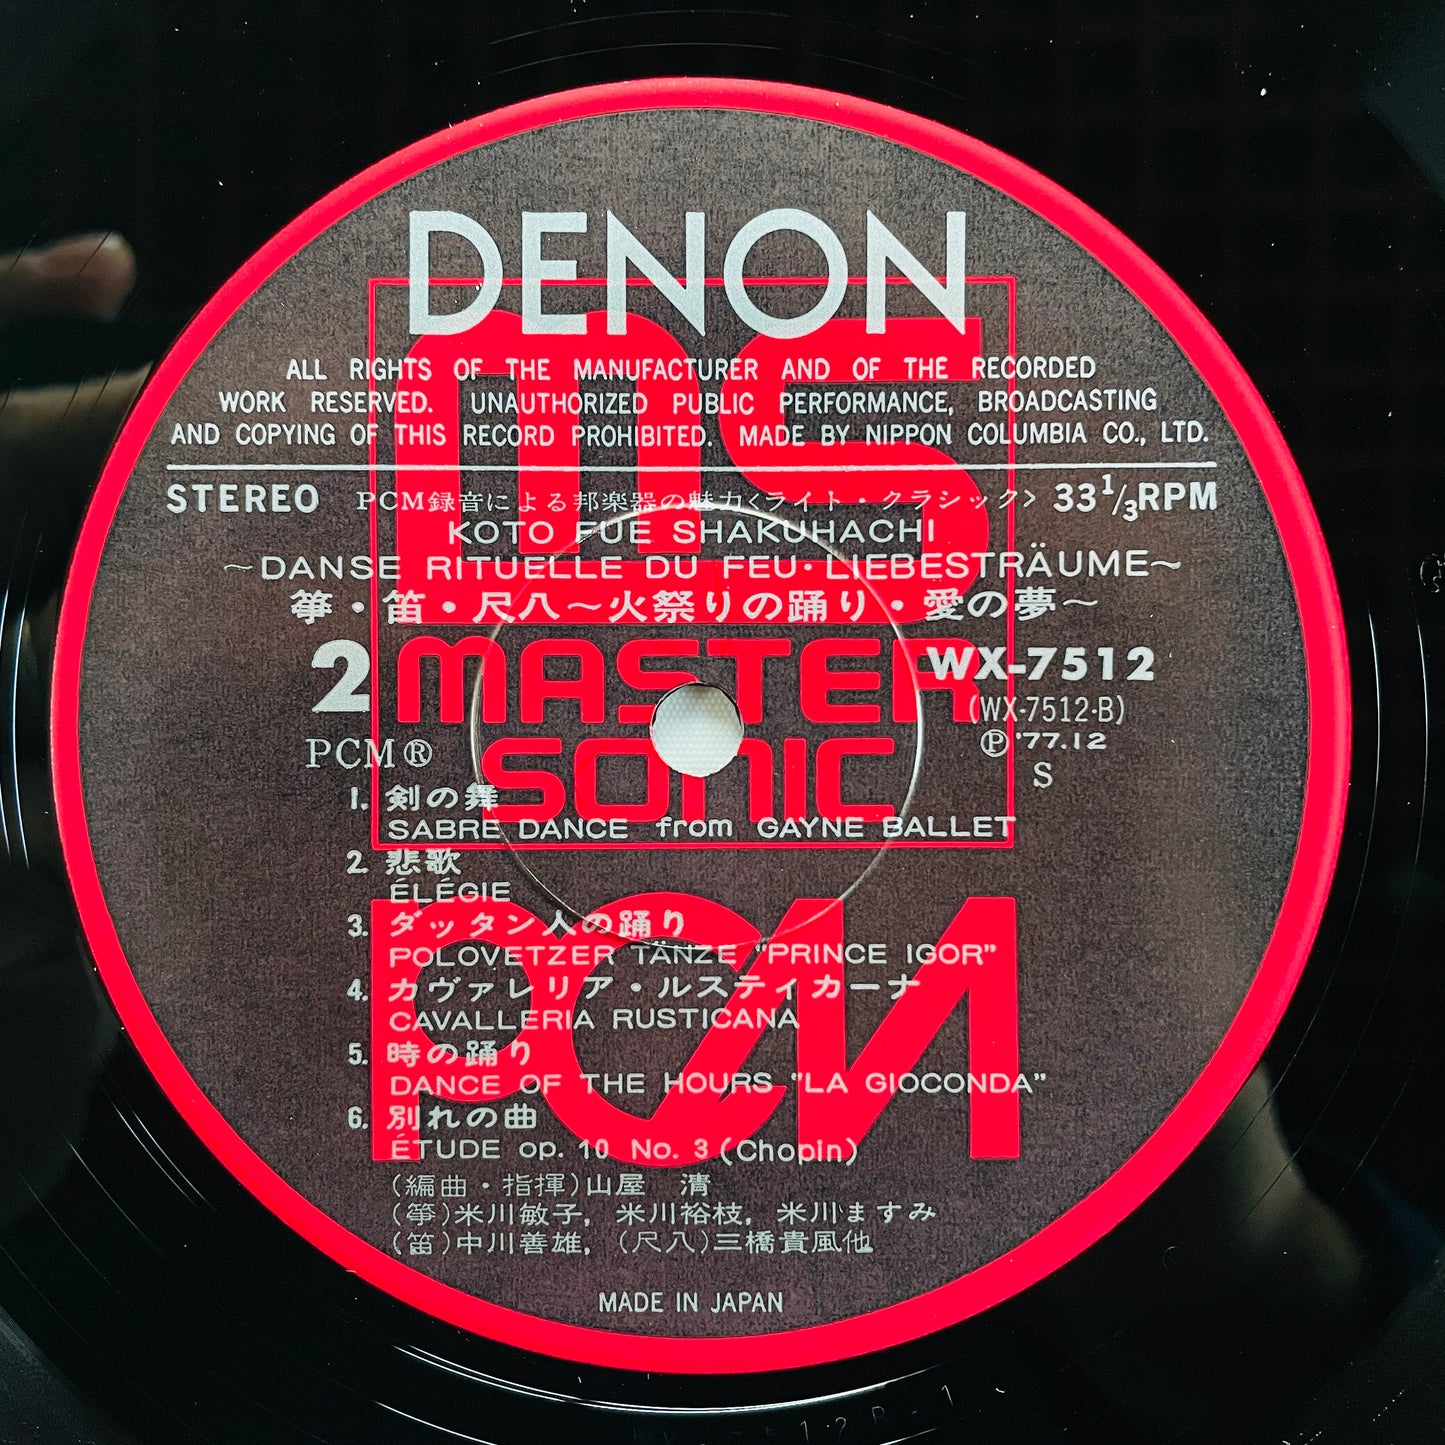 DENON
ms
ALL RIGHTS OF THE MANUFACTURER AND OF THE RECORDED
WORK RESERVED. UNAUTHORIZED PUBLIC PERFORMANCE, BROADCASTING
AND COPYING OF THIS RECORD PROHIBITED. MADE BY NIPPON COLUMBIA CO., LTD.
STEREO PCM録音による邦楽器の魅力<ライト・クラシック> 33 1/3 RPM
KOTO FUE SHAKUHACHI
~DANSE RITUELLE DU FEU・LIEBESTRÄUME~
箏・笛・尺八~火祭りの踊り・愛の夢~
2 MASTER WX-7512
(WX-7512-B)
PCM® SONIC Ⓟ '77.12
S
1. 剣の舞
SABRE DANCE from GAYNE BALLET
2. 悲歌
ÉLÉGIE
PCM
3. ダッタン人の踊り
POLOVETZER TÄNZE "PRINCE IGOR"
4. カヴァレリア・ルスティカーナ
CAVALLERIA RUSTICANA
5. 時の踊り
DANCE OF THE HOURS "LA GIOCONDA"
6. 別れの曲
ÉTUDE op. 10 No. 3 (Chopin)
(編曲・指揮)山屋 清
(箏)米川敏子, 米川裕枝, 米川ますみ
(笛)中川善雄, (尺八)三橋貴風他
MADE IN JAPAN